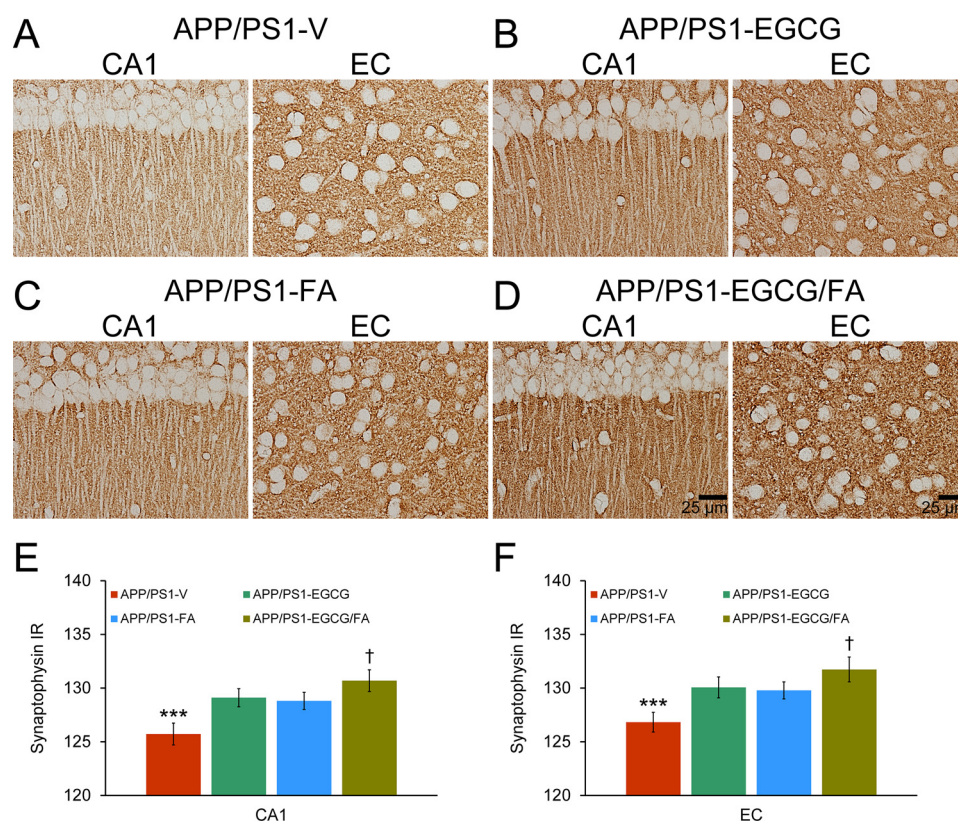 A APP/PS1-V
CA1 EC
B APP/PS1-EGCG
CA1 EC
C APP/PS1-FA
CA1 EC
D APP/PS1-EGCG/FA
CA1 EC
25 µm
25 µm
E
Synaptophysin IR
140
135
130
125
120
APP/PS1-V
APP/PS1-EGCG
APP/PS1-FA
APP/PS1-EGCG/FA
***
†
CA1
F
Synaptophysin IR
140
135
130
125
120
APP/PS1-V
APP/PS1-EGCG
APP/PS1-FA
APP/PS1-EGCG/FA
***
†
EC